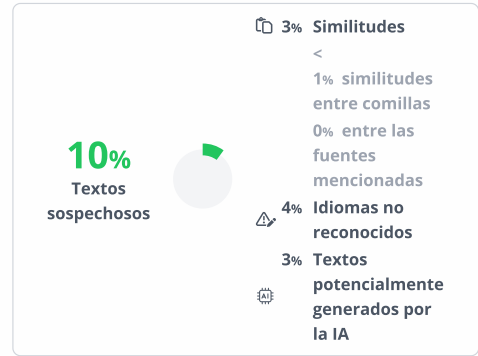 10%
Textos
sospechosos
3% Similitudes
<
1% similitudes
entre comillas
0% entre las
fuentes
mencionadas
4% Idiomas no
reconocidos
3% Textos
potencialmente
generados por
la IA
AI